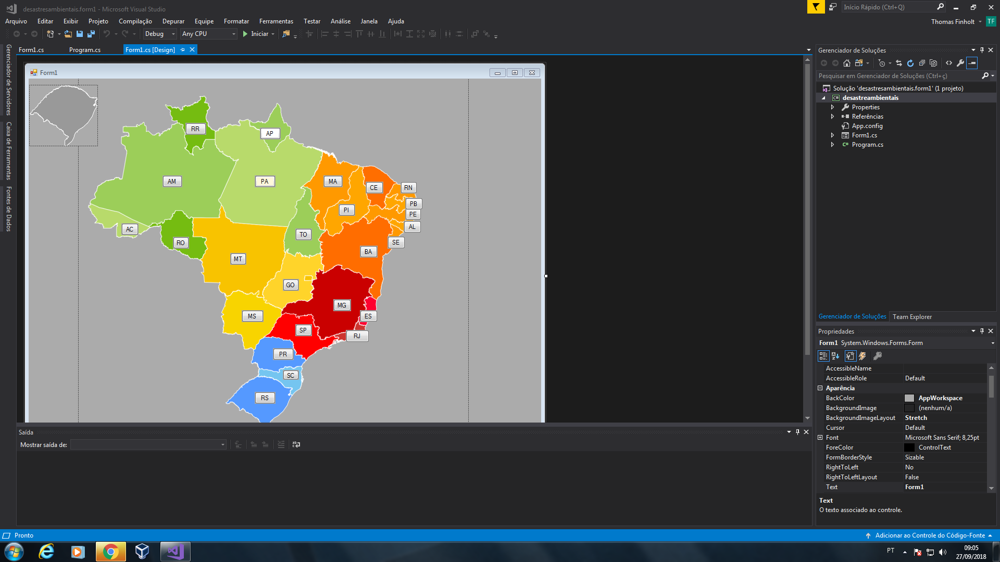 desastresambientais.form1 - Microsoft Visual Studio
Início Rápido (Ctrl+Q)
Arquivo Editar Exibir Projeto Compilação Depurar Equipe Formatar Ferramentas Testar Análise Janela Ajuda
Thomas Finholt TF
Debug Any CPU Iniciar
Gerenciador de Servidores
Caixa de Ferramentas
Fontes de Dados
Form1.cs Program.cs Form1.cs [Design]
Form1
RR
AP
AM
PA
MA
CE
RN
PB
PI
PE
AL
AC
TO
SE
RO
BA
MT
GO
MG
MS
ES
SP
RJ
PR
SC
RS
Saída
Mostrar saída de:
Gerenciador de Soluções
Pesquisar em Gerenciador de Soluções (Ctrl+ç)
Solução 'desastresambientais.form1' (1 projeto)
C# desastreambientais
Properties
Referências
App.config
Form1.cs
C# Program.cs
Gerenciador de Soluções Team Explorer
Propriedades
Form1 System.Windows.Forms.Form
AccessibleName
AccessibleRole Default
Aparência
BackColor AppWorkspace
BackgroundImage (nenhum/a)
BackgroundImageLayout Stretch
Cursor Default
Font Microsoft Sans Serif; 8,25pt
ForeColor ControlText
FormBorderStyle Sizable
RightToLeft No
RightToLeftLayout False
Text Form1
Text
O texto associado ao controle.
Pronto
Adicionar ao Controle do Código-Fonte
PT
09:05
27/09/2018